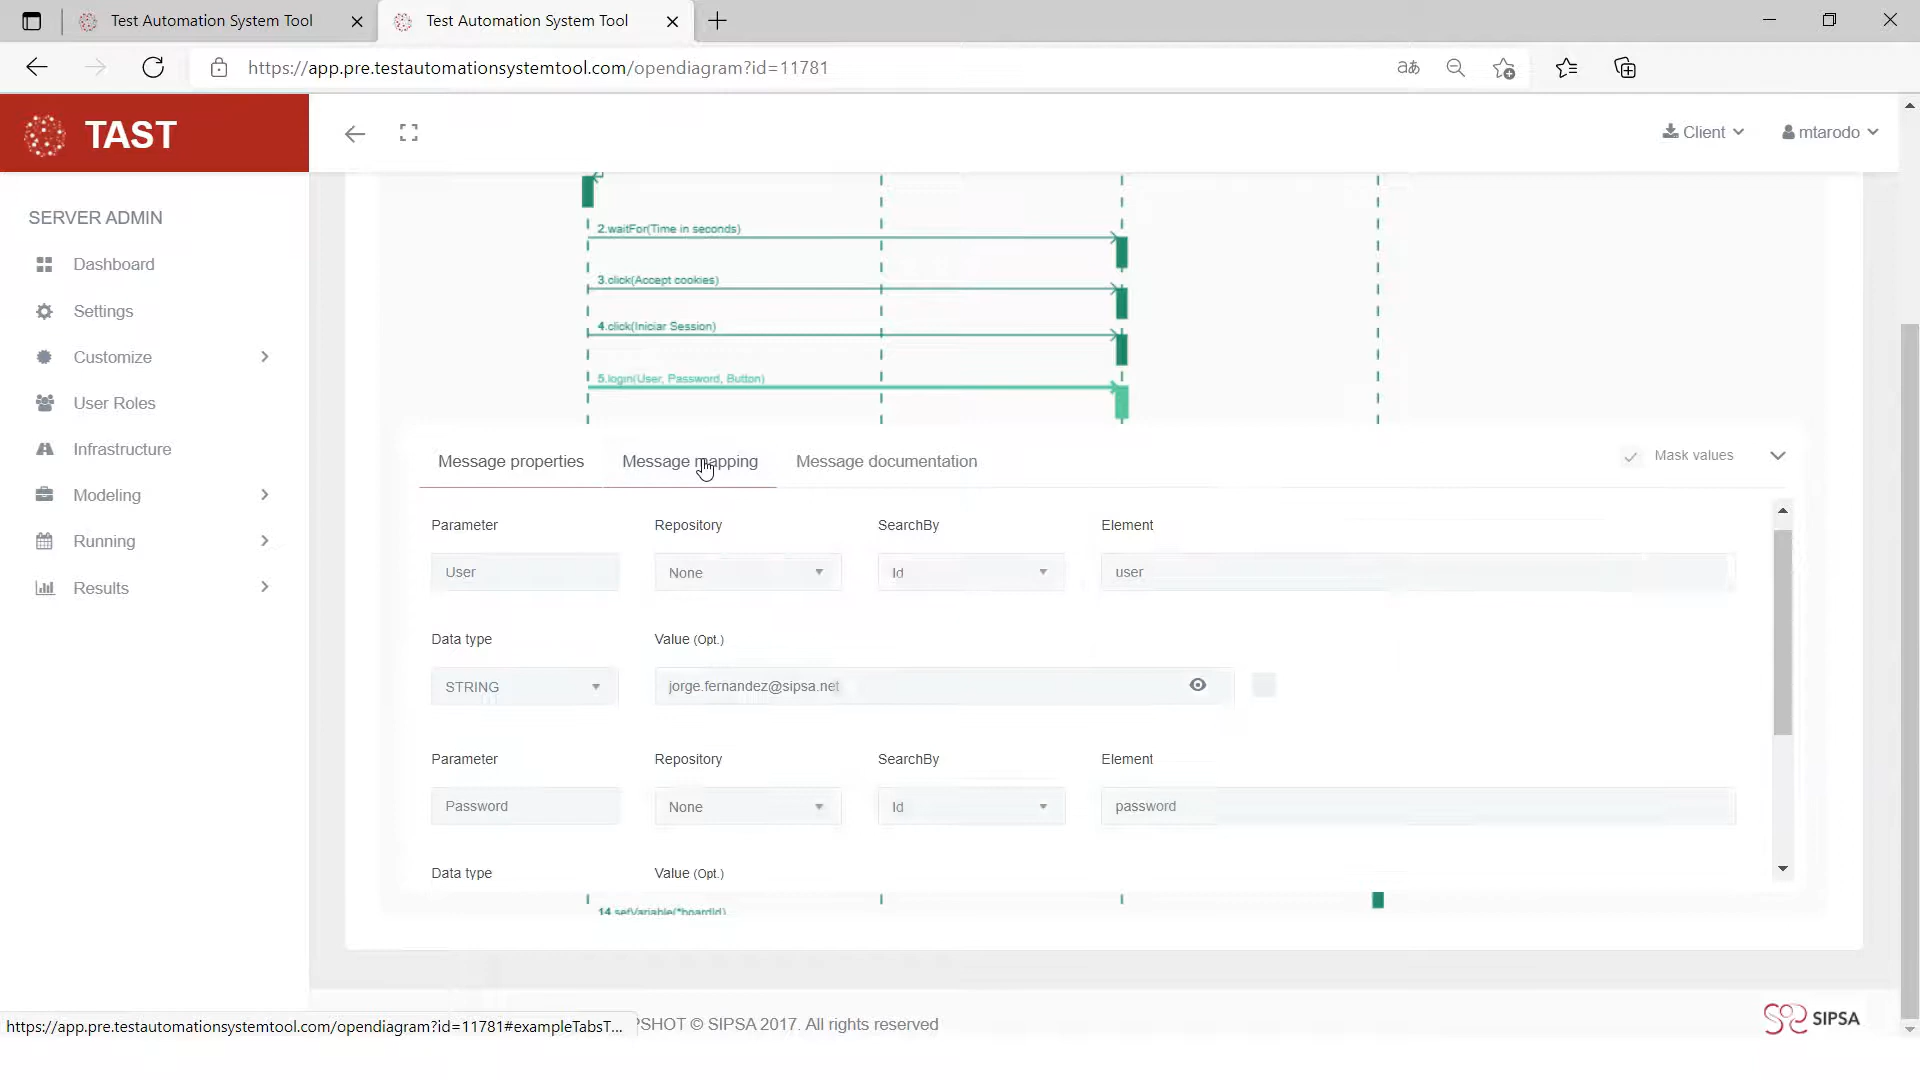 Test Automation System Tool
Test Automation System Tool
https://app.pre.testautomationsystemtool.com/opendiagram?id=11781
TAST
Client
mtarodo
SERVER ADMIN
Dashboard
Settings
Customize
User Roles
Infrastructure
Modeling
Running
Results
2.waitFor(Time in seconds)
3.click(Accept cookies)
4.click(Iniciar Session)
5.login(User, Password, Button)
Message properties
Message mapping
Message documentation
Mask values
Parameter
Repository
SearchBy
Element
User
None
Id
user
Data type
Value (Opt.)
STRING
jorge.fernandez@sipsa.net
Parameter
Repository
SearchBy
Element
Password
None
Id
password
Data type
Value (Opt.)
14.setVariable(*boardId)
https://app.pre.testautomationsystemtool.com/opendiagram?id=11781#exampleTabsT...
PSHOT © SIPSA 2017. All rights reserved
SIPSA